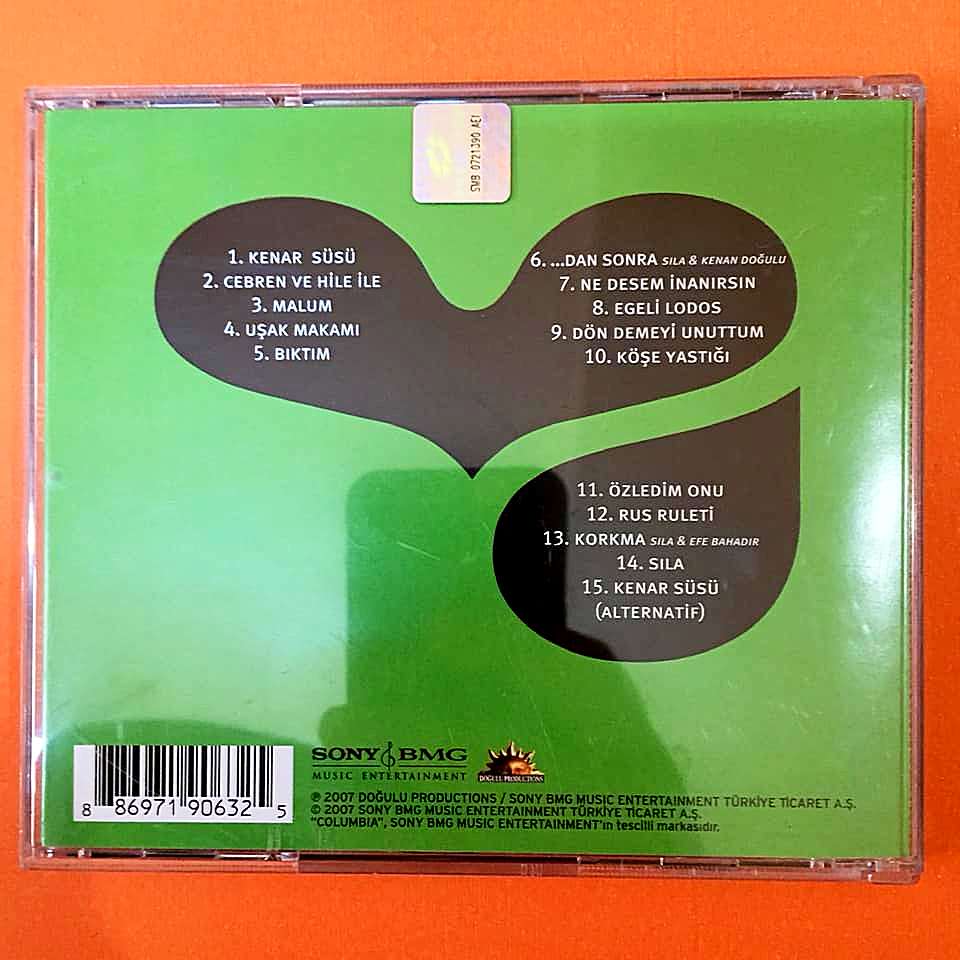 SMB 0721390 AEI
1. KENAR SÜSÜ
2. CEBREN VE HİLE İLE
3. MALUM
4. UŞAK MAKAMI
5. BIKTIM
6. ...DAN SONRA SILA & KENAN DOĞULU
7. NE DESEM İNANIRSIN
8. EGELİ LODOS
9. DÖN DEMEYİ UNUTTUM
10. KÖŞE YASTIĞI
11. ÖZLEDİM ONU
12. RUS RULETİ
13. KORKMA SILA & EFE BAHADIR
14. SILA
15. KENAR SÜSÜ
(ALTERNATİF)
8 86971 90632 5
SONY BMG
MUSIC ENTERTAINMENT
DOĞULU PRODUCTIONS
℗ 2007 DOĞULU PRODUCTIONS / SONY BMG MUSIC ENTERTAINMENT TÜRKİYE TİCARET A.Ş.
© 2007 SONY BMG MUSIC ENTERTAINMENT TÜRKİYE TİCARET A.Ş.
"COLUMBIA", SONY BMG MUSIC ENTERTAINMENT'ın tescilli markasıdır.